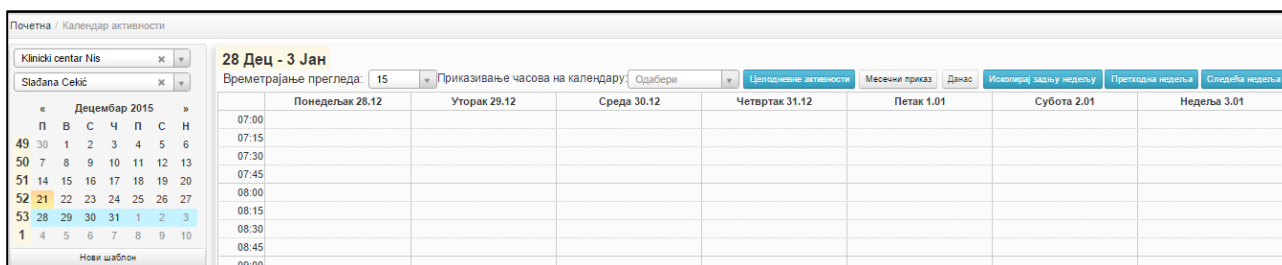 Почетна / Календар активности
Klinicki centar Nis
Slađana Cekić
« Децембар 2015 »
П В С Ч П С Н
49 30 1 2 3 4 5 6
50 7 8 9 10 11 12 13
51 14 15 16 17 18 19 20
52 21 22 23 24 25 26 27
53 28 29 30 31 1 2 3
1 4 5 6 7 8 9 10
Нови шаблон
28 Дец - 3 Јан
Времетрајање прегледа: 15 Приказивање часова на календару: Одабери Целодневне активности Месечни приказ Данас Ископирај задњу недељу Претходна недеља Следећа недеља
Понедељак 28.12 Уторак 29.12 Среда 30.12 Четвртак 31.12 Петак 1.01 Субота 2.01 Недеља 3.01
07:00
07:15
07:30
07:45
08:00
08:15
08:30
08:45
09:00